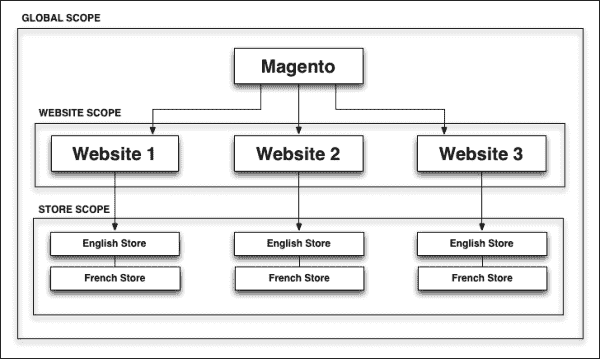 GLOBAL SCOPE
Magento
WEBSITE SCOPE
Website 1
Website 2
Website 3
STORE SCOPE
English Store
English Store
English Store
French Store
French Store
French Store